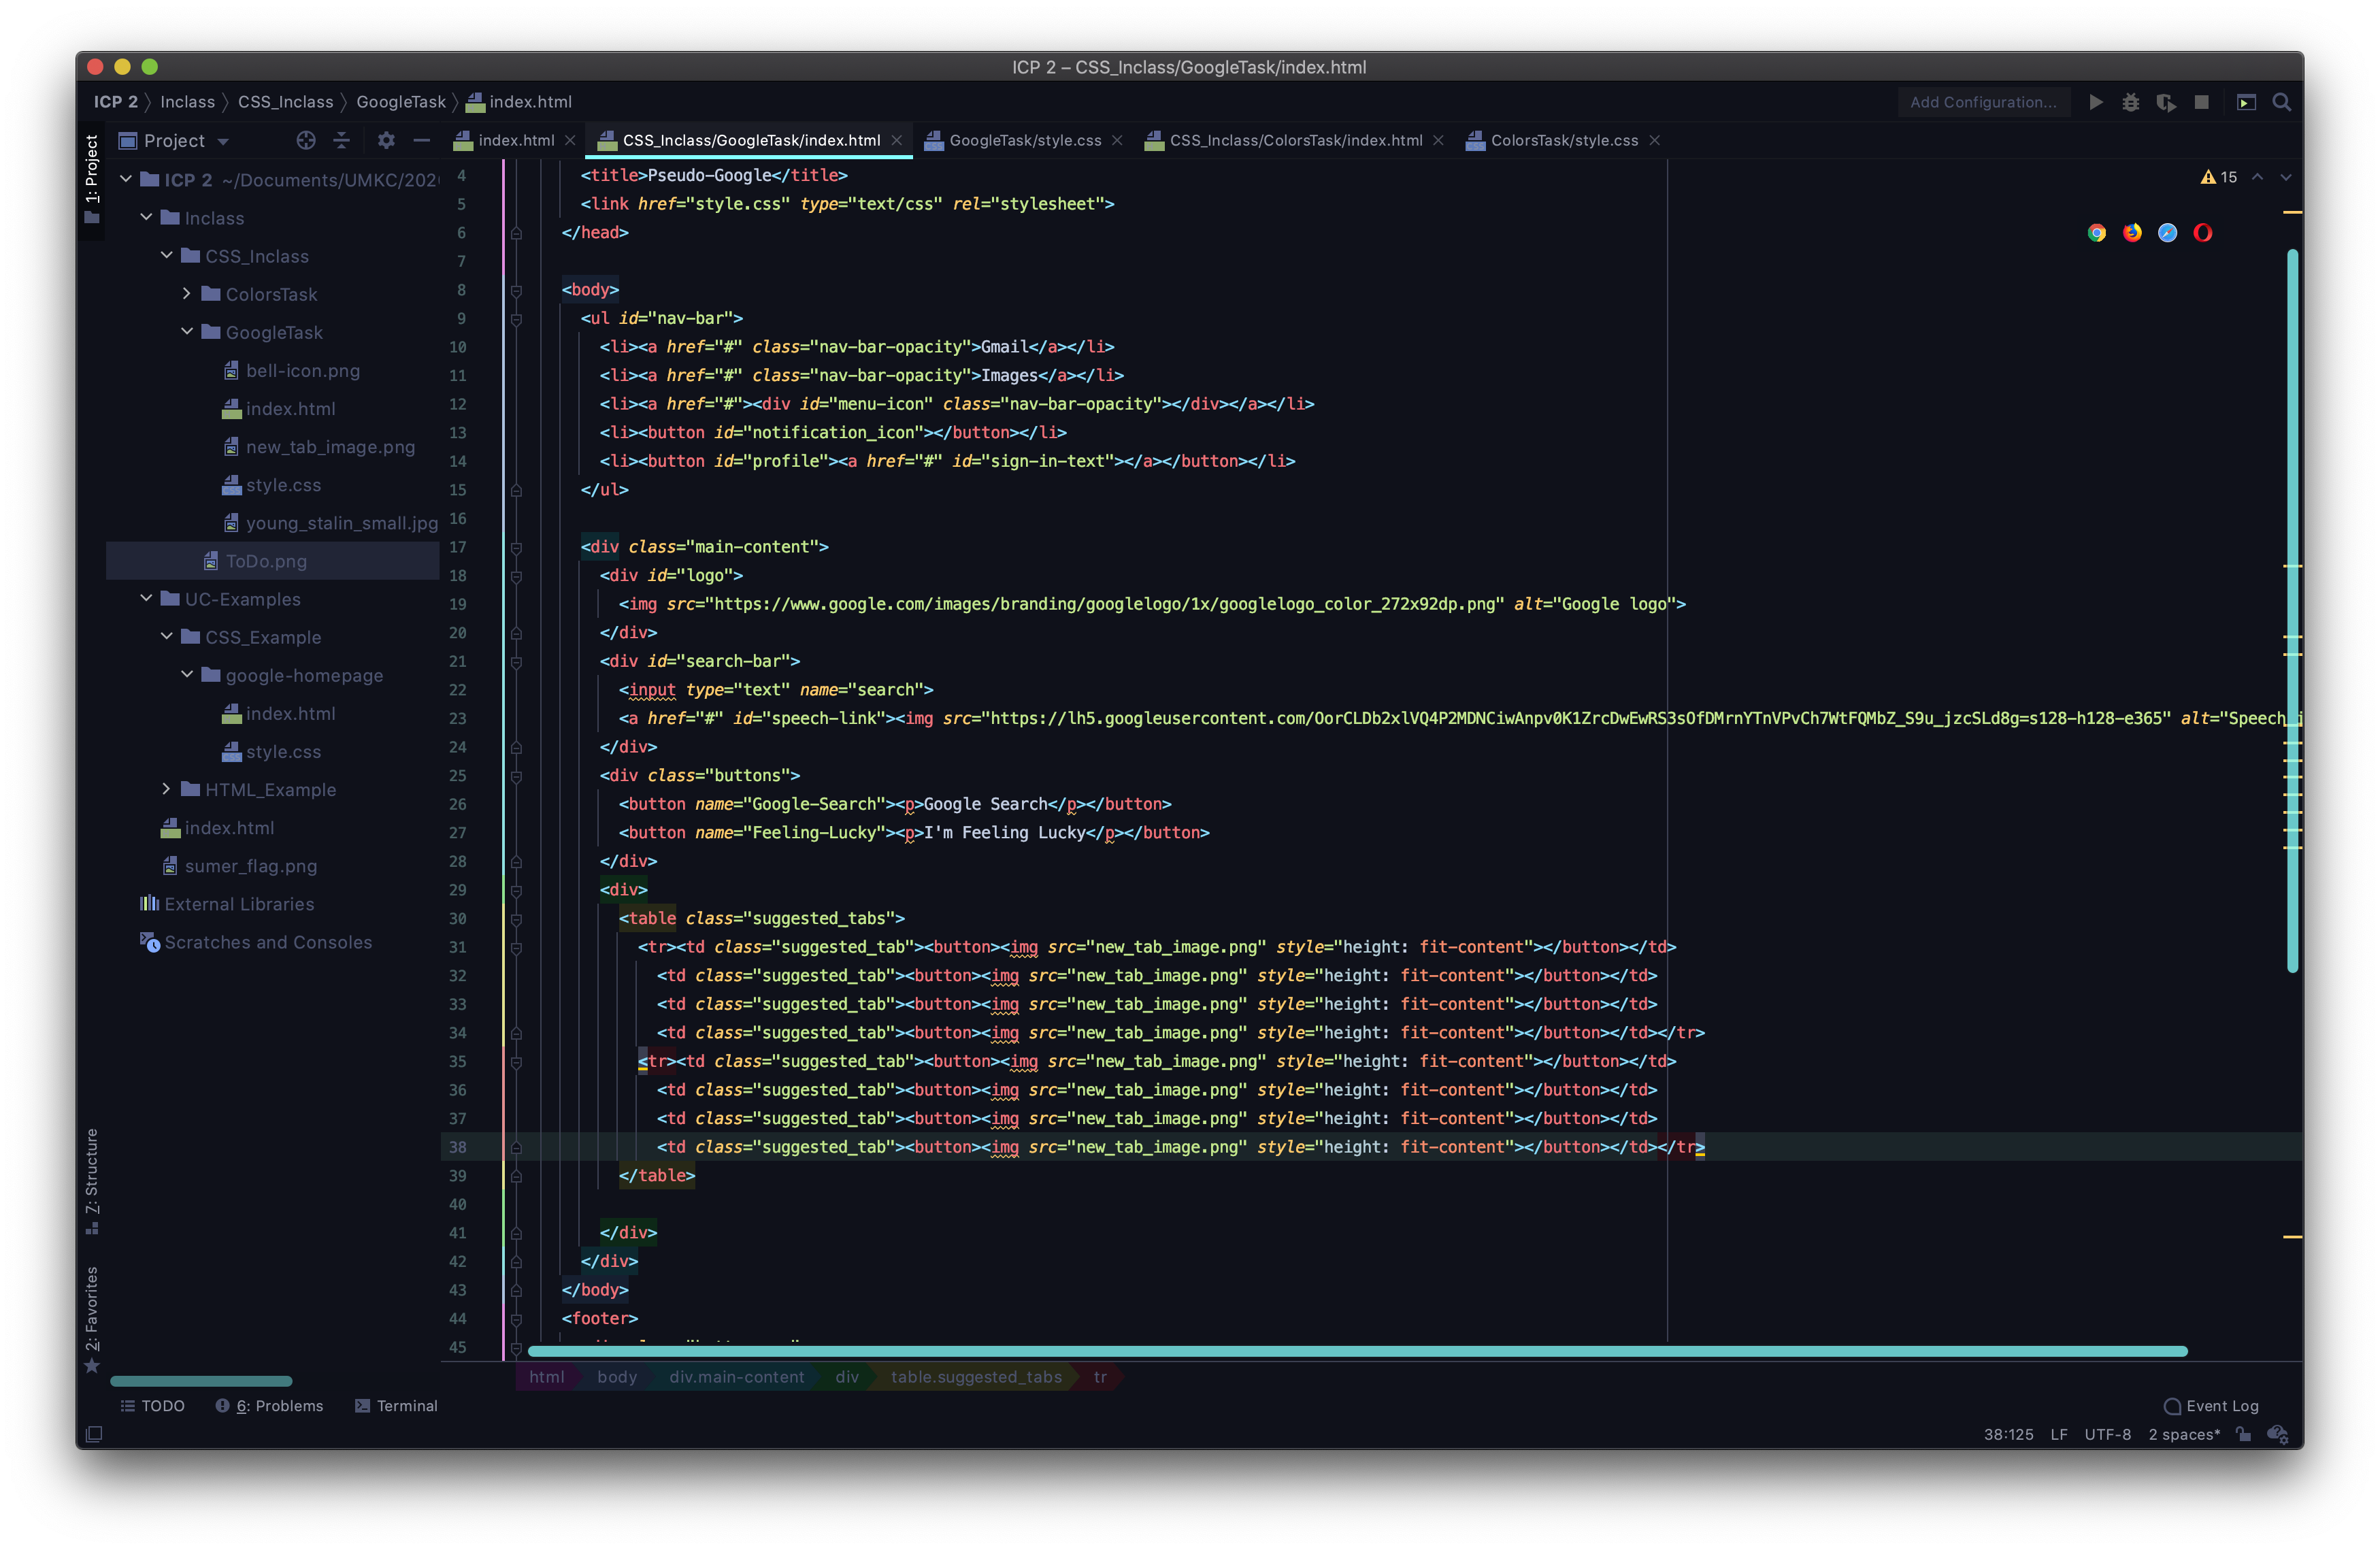 ICP 2 – CSS_Inclass/GoogleTask/index.html
ICP 2 Inclass CSS_Inclass GoogleTask index.html
Add Configuration...
1: Project
Project
index.html
CSS_Inclass/GoogleTask/index.html
GoogleTask/style.css
CSS_Inclass/ColorsTask/index.html
ColorsTask/style.css
ICP 2 ~/Documents/UMKC/202
Inclass
CSS_Inclass
ColorsTask
GoogleTask
bell-icon.png
index.html
new_tab_image.png
style.css
young_stalin_small.jpg
ToDo.png
UC-Examples
CSS_Example
google-homepage
index.html
style.css
HTML_Example
index.html
sumer_flag.png
External Libraries
Scratches and Consoles
7: Structure
2: Favorites
15
4 <title>Pseudo-Google</title>
5 <link href="style.css" type="text/css" rel="stylesheet">
6 </head>
7
8 <body>
9 <ul id="nav-bar">
10 <li><a href="#" class="nav-bar-opacity">Gmail</a></li>
11 <li><a href="#" class="nav-bar-opacity">Images</a></li>
12 <li><a href="#"><div id="menu-icon" class="nav-bar-opacity"></div></a></li>
13 <li><button id="notification_icon"></button></li>
14 <li><button id="profile"><a href="#" id="sign-in-text"></a></button></li>
15 </ul>
16
17 <div class="main-content">
18 <div id="logo">
19 <img src="https://www.google.com/images/branding/googlelogo/1x/googlelogo_color_272x92dp.png" alt="Google logo">
20 </div>
21 <div id="search-bar">
22 <input type="text" name="search">
23 <a href="#" id="speech-link"><img src="https://lh5.googleusercontent.com/OorCLDb2xlVQ4P2MDNCiwAnpv0K1ZrcDwEwRS3sOfDMrnYTnVPvCh7WtFQMbZ_S9u_jzcSLd8g=s128-h128-e365" alt="Speech i
24 </div>
25 <div class="buttons">
26 <button name="Google-Search"><p>Google Search</p></button>
27 <button name="Feeling-Lucky"><p>I'm Feeling Lucky</p></button>
28 </div>
29 <div>
30 <table class="suggested_tabs">
31 <tr><td class="suggested_tab"><button><img src="new_tab_image.png" style="height: fit-content"></button></td>
32 <td class="suggested_tab"><button><img src="new_tab_image.png" style="height: fit-content"></button></td>
33 <td class="suggested_tab"><button><img src="new_tab_image.png" style="height: fit-content"></button></td>
34 <td class="suggested_tab"><button><img src="new_tab_image.png" style="height: fit-content"></button></td></tr>
35 <tr><td class="suggested_tab"><button><img src="new_tab_image.png" style="height: fit-content"></button></td>
36 <td class="suggested_tab"><button><img src="new_tab_image.png" style="height: fit-content"></button></td>
37 <td class="suggested_tab"><button><img src="new_tab_image.png" style="height: fit-content"></button></td>
38 <td class="suggested_tab"><button><img src="new_tab_image.png" style="height: fit-content"></button></td></tr>
39 </table>
40
41 </div>
42 </div>
43 </body>
44 <footer>
45
html body div.main-content div table.suggested_tabs tr
TODO 6: Problems Terminal Event Log
38:125 LF UTF-8 2 spaces*